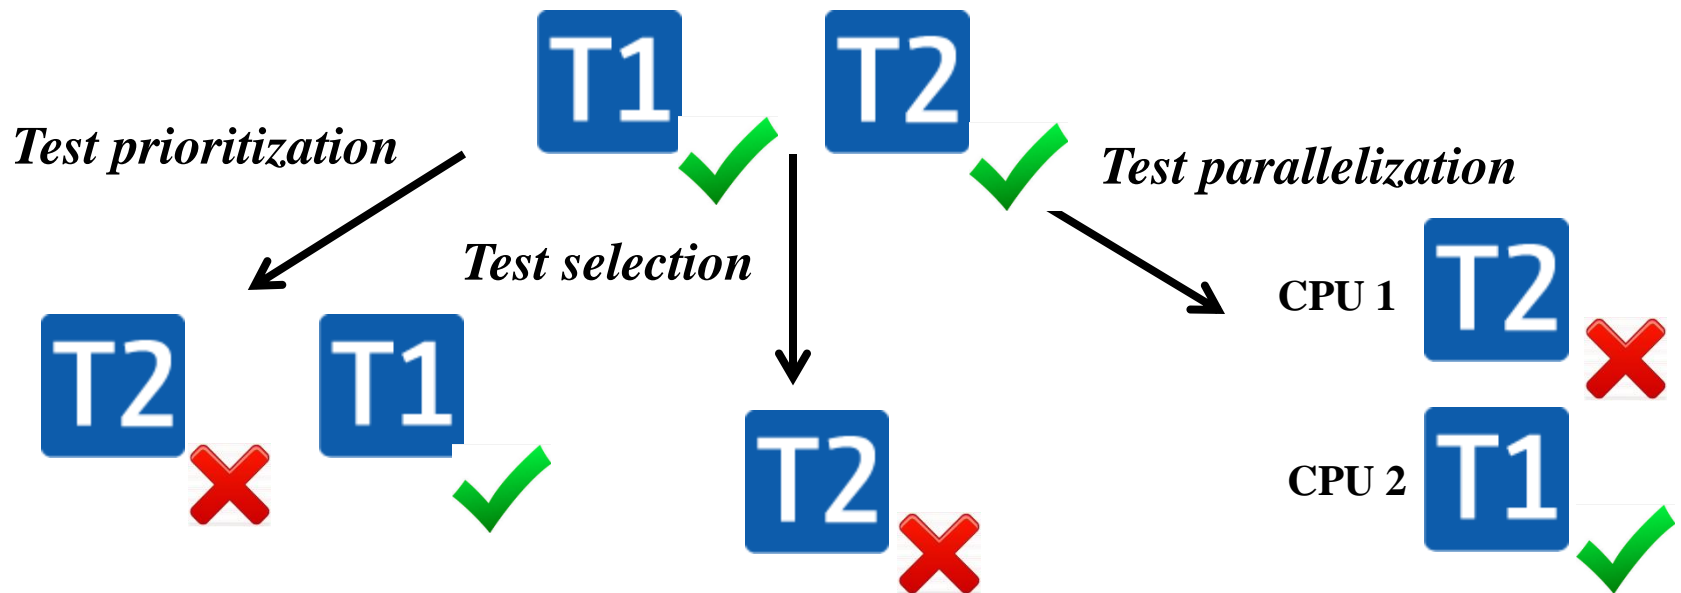 T1 T2
Test prioritization
Test parallelization
Test selection
CPU 1 T2
T2 T1
T2
CPU 2 T1